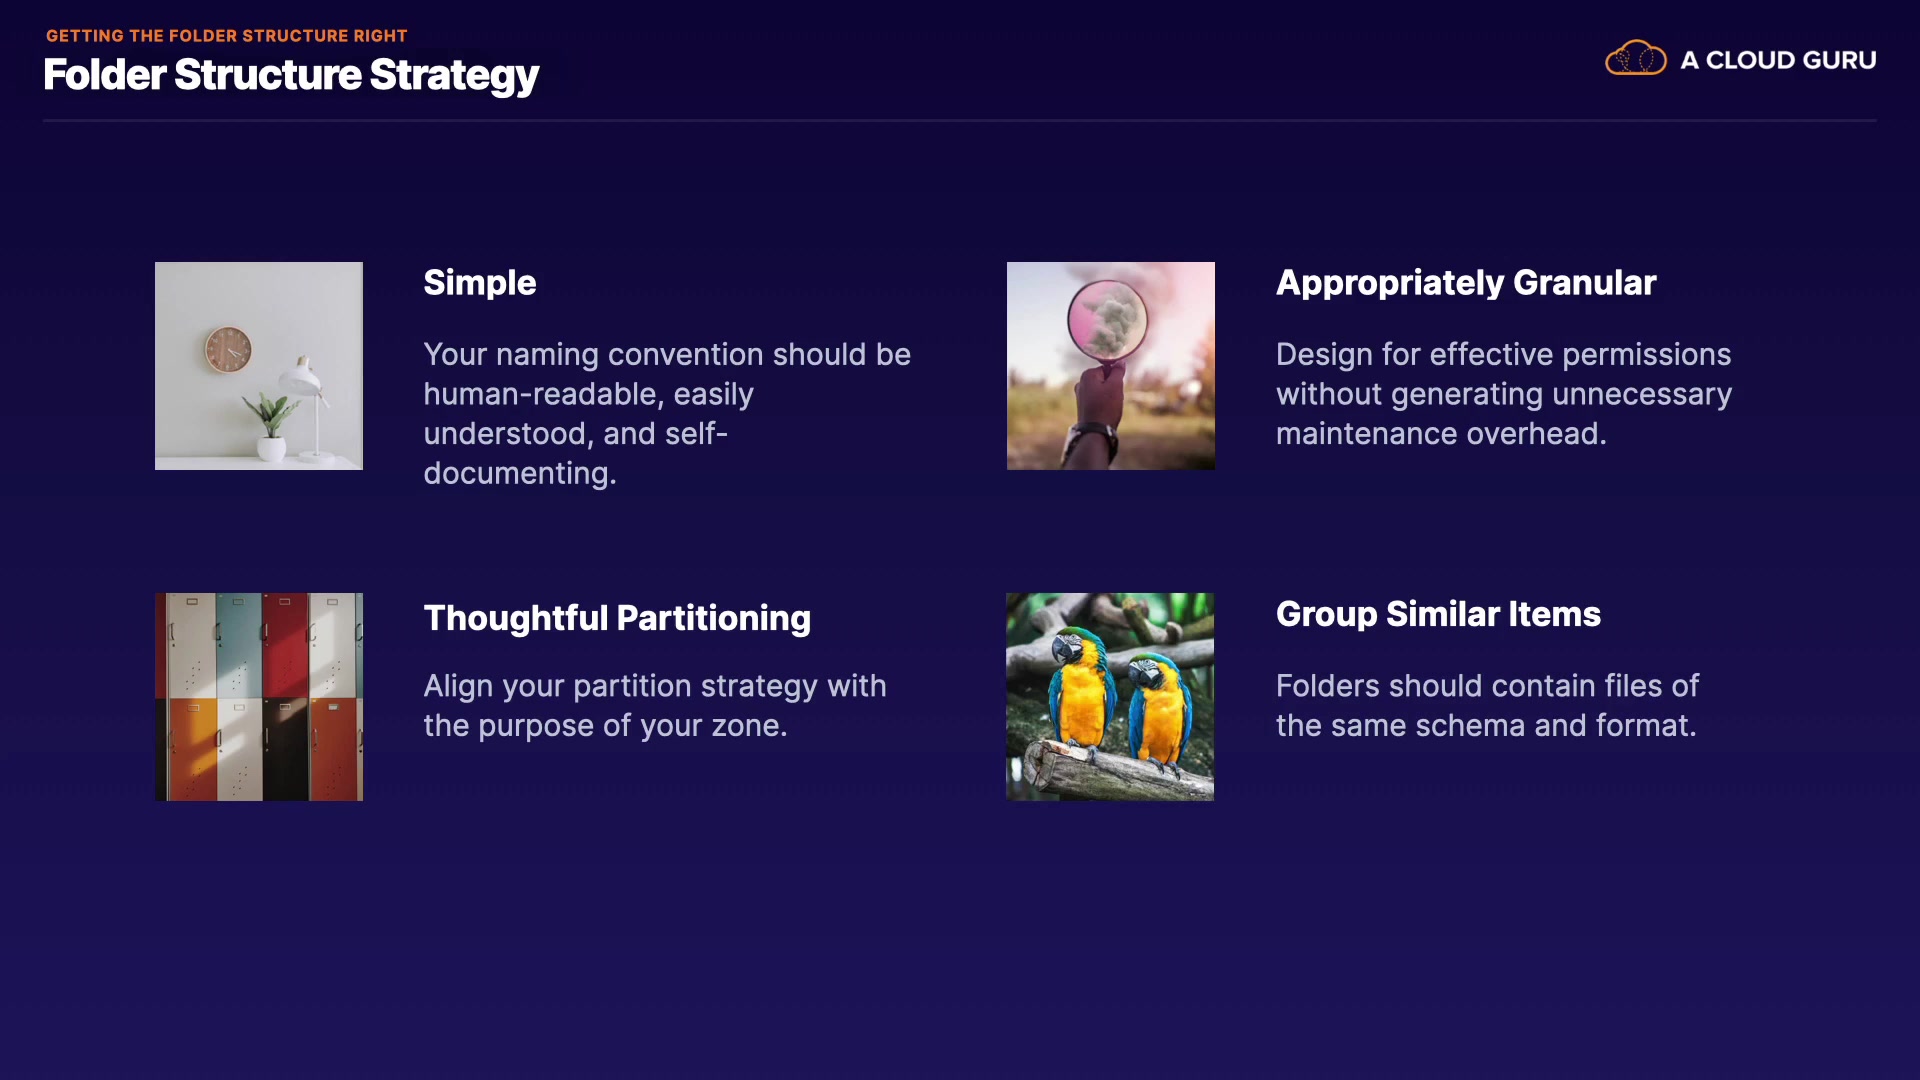 GETTING THE FOLDER STRUCTURE RIGHT
Folder Structure Strategy
A CLOUD GURU
Simple
Your naming convention should be
human-readable, easily
understood, and self-
documenting.
Appropriately Granular
Design for effective permissions
without generating unnecessary
maintenance overhead.
Thoughtful Partitioning
Align your partition strategy with
the purpose of your zone.
Group Similar Items
Folders should contain files of
the same schema and format.